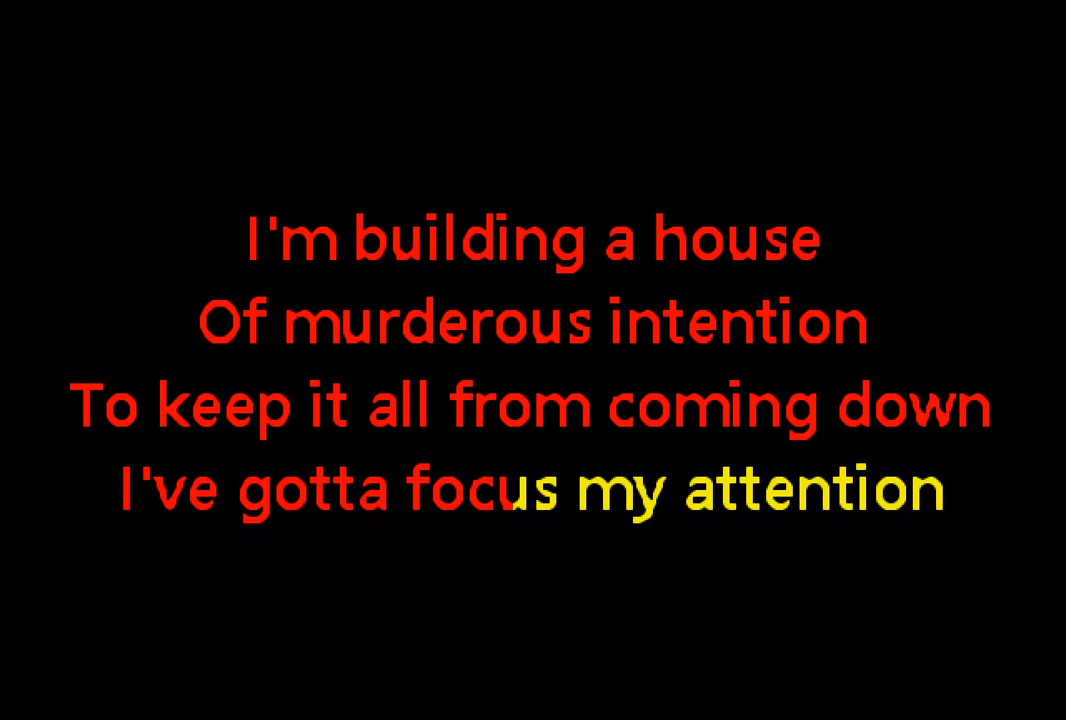 I'm building a house
Of murderous intention
To keep it all from coming down
I've gotta focus my attention